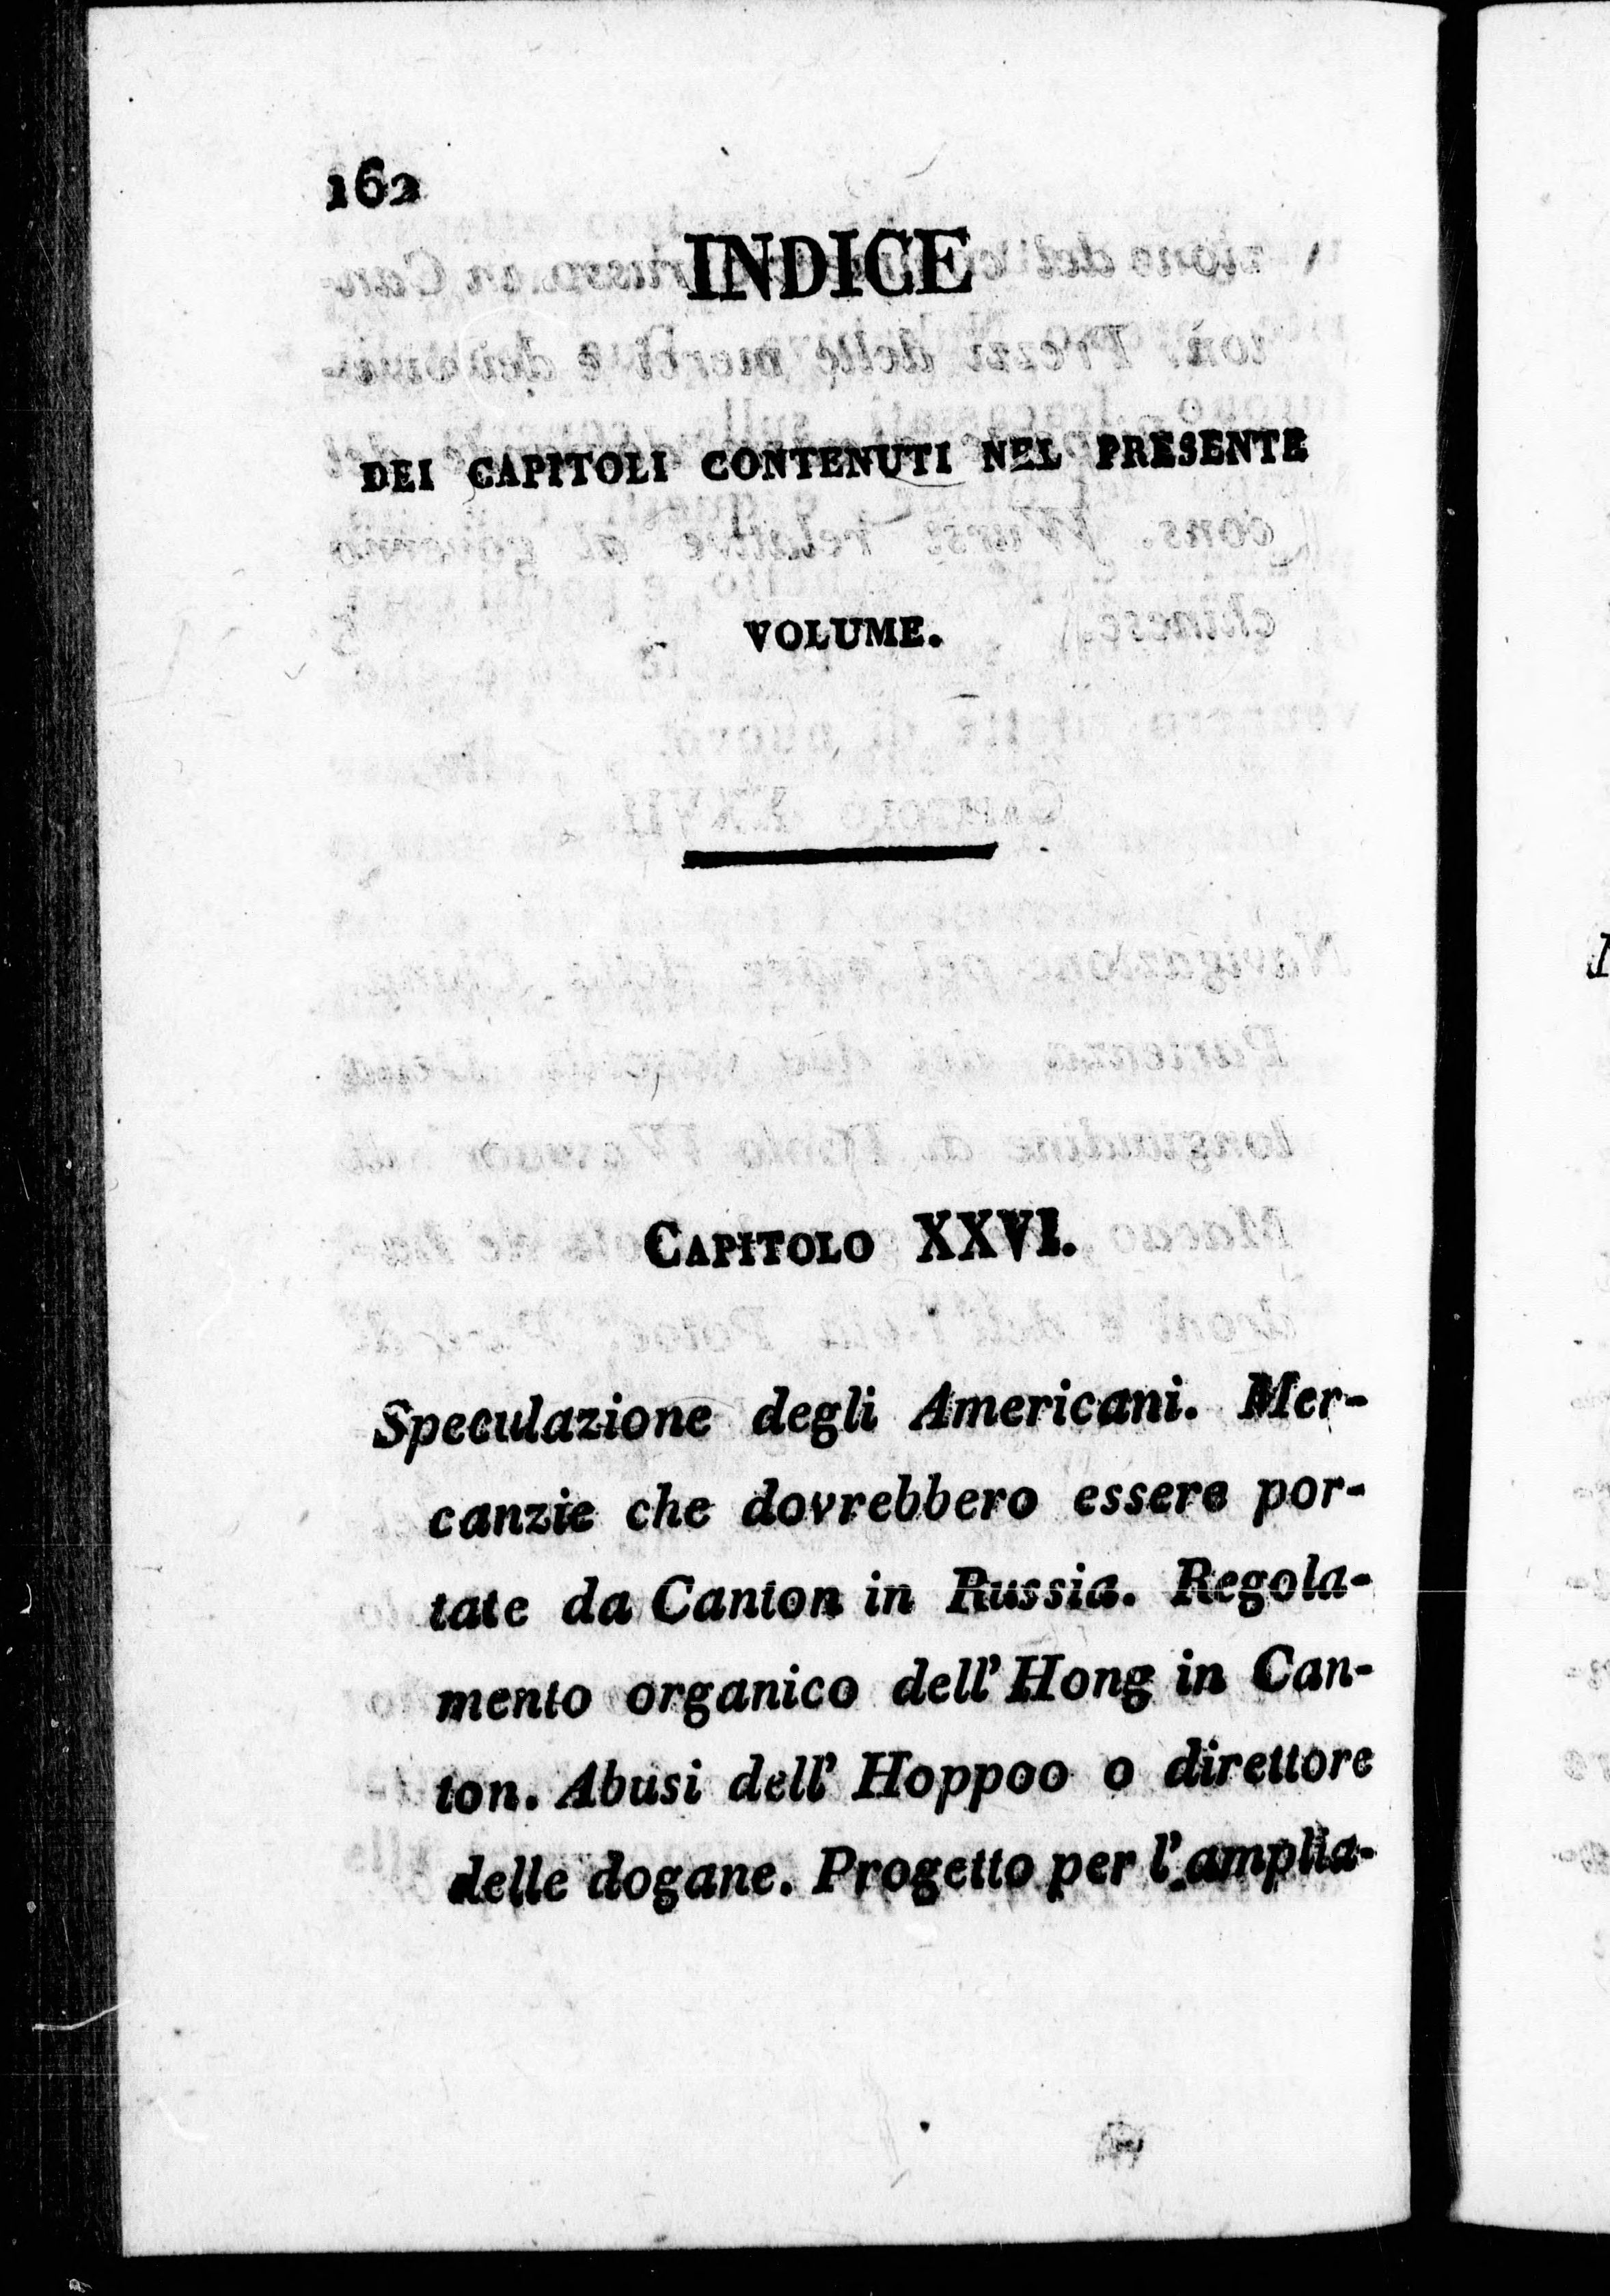 162
INDICE
DEI CAPITOLI CONTENUTI NEL PRESENTE
VOLUME.
CAPITOLO XXVI.
Speculazione degli Americani. Mer-
canzie che dovrebbero essere por-
tate da Canton in Russia. Regola-
mento organico dell' Hong in Can-
ton. Abusi dell' Hoppoo o direttore
delle dogane. Progetto per l'amplia-